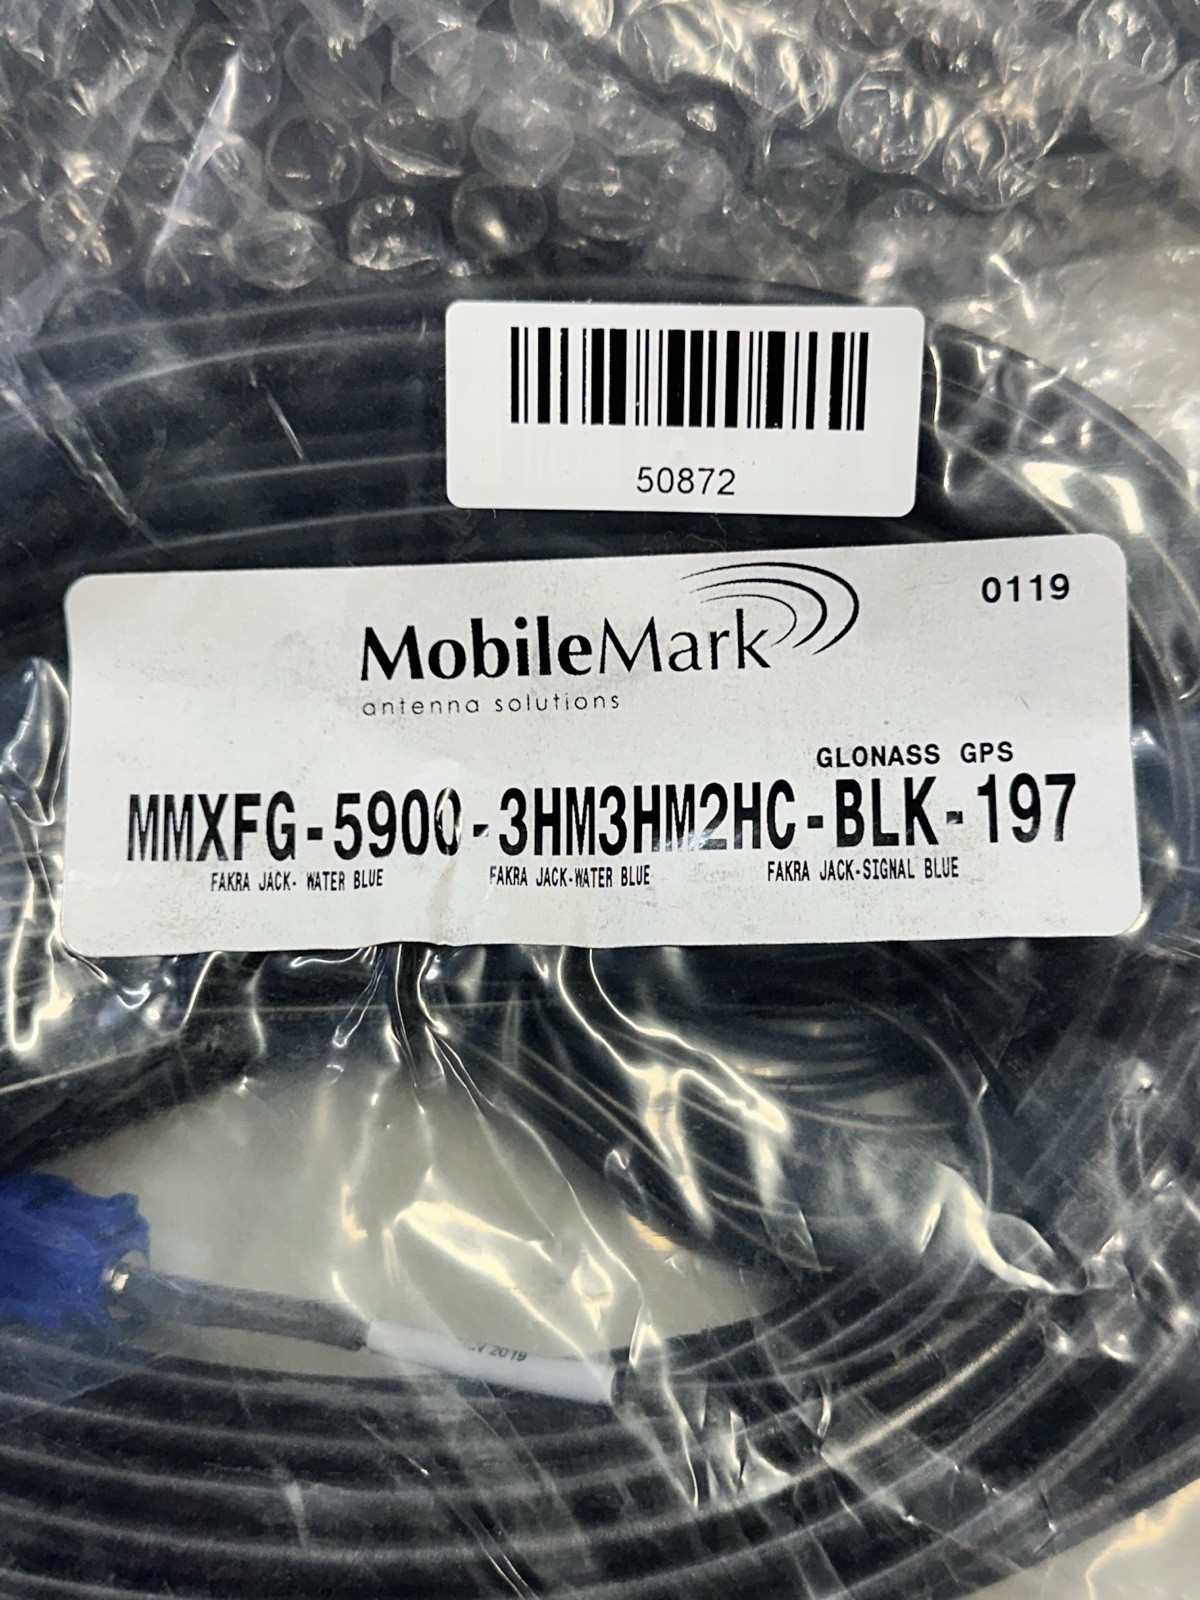 50872
0119
MobileMark
antenna solutions
GLONASS GPS
MMXFG-5900-3HM3HM2HC-BLK-197
FAKRA JACK- WATER BLUE FAKRA JACK-WATER BLUE FAKRA JACK-SIGNAL BLUE
2019